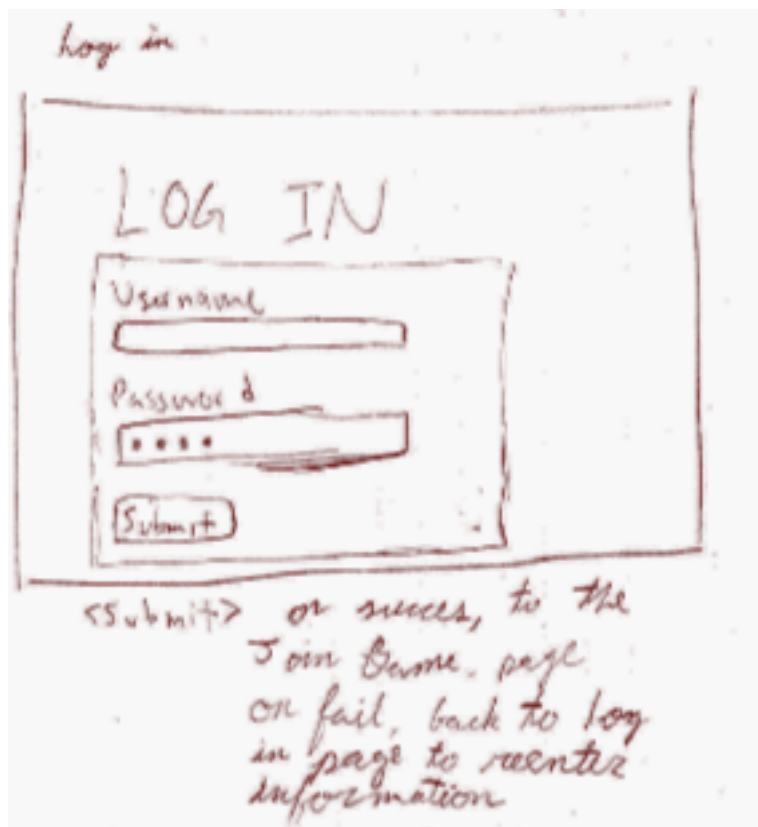 Log in
LOG IN
Username
Password
Submit
<Submit> on succes, to the
Join Game page
on fail, back to log
in page to reenter
information